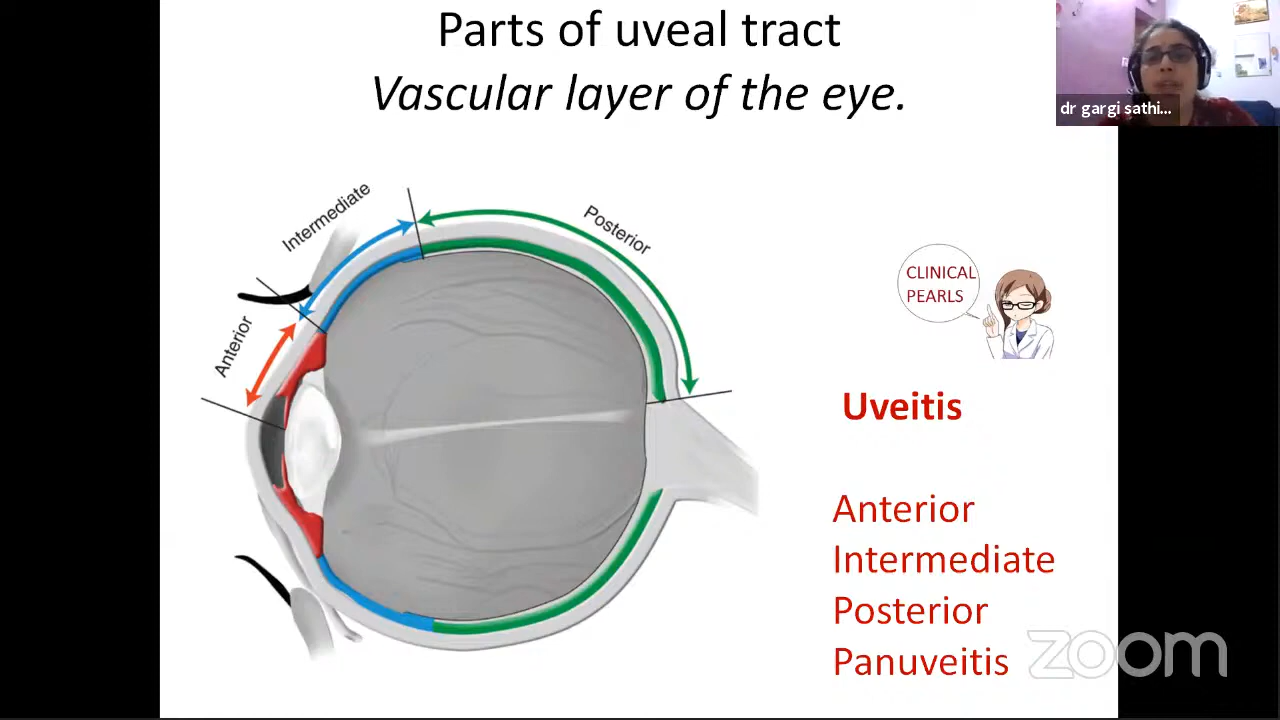 Parts of uveal tract
Vascular layer of the eye.
dr gargi sathi...
Intermediate
Posterior
Anterior
CLINICAL
PEARLS
Uveitis
Anterior
Intermediate
Posterior
Panuveitis
zoom